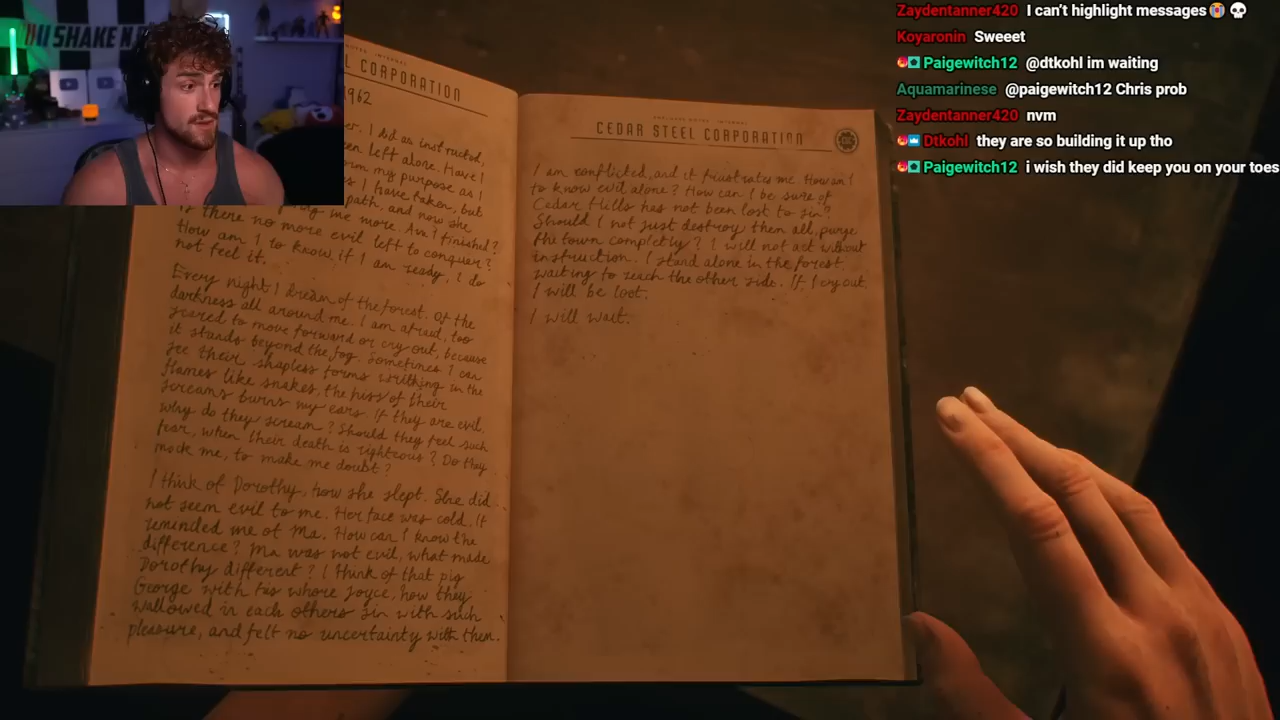 YOU SHAKE N
Zaydentanner420 I can't highlight messages😭💀
Koyaronin Sweeet
Paigewitch12 @dtkohl im waiting
Aquamarinese @paigewitch12 Chris prob
Zaydentanner420 nvm
Dtkohl they are so building it up tho
Paigewitch12 i wish they did keep you on your toes
L CORPORATION
1962
er. I did as instructed,
een left alone. Have I
my purpose as I
s I have taken, but
path, and now she
me more. Am I finished?
Is there no more evil left to conquer?
How am I to know if I am ready, I do
not feel it.
Every night I dream of the forest. Of the
darkness all around me. I am afraid, too
scared to move forward or cry out, because
it stands beyond the fog. Sometimes I can
see their shapless forms writhing in the
flames like snakes, the hiss of their
screams burns my ears. If they are evil,
why do they scream? Should they feel such
fear, when their death is righteous? Do they
mock me, to make me doubt?
I think of Dorothy, how she slept. She did
not seem evil to me. Her face was cold. It
reminded me of Ma. How can I know the
difference? Ma was not evil, what made
Dorothy different? I think of that pig
George with his whore Joyce, how they
wallowed in each others sin with such
pleasure, and felt no uncertainty with them.
CEDAR STEEL CORPORATION
I am conflicted, and it frustrates me. How am I
to know evil alone? How can I be sure of
Cedar Hills has not been lost to sin?
Should I not just destroy them all, purge
the town completly? I will not act without
instruction. I stand alone in the forest,
waiting to reach the other side. If I cry out,
I will be lost.
I will wait.